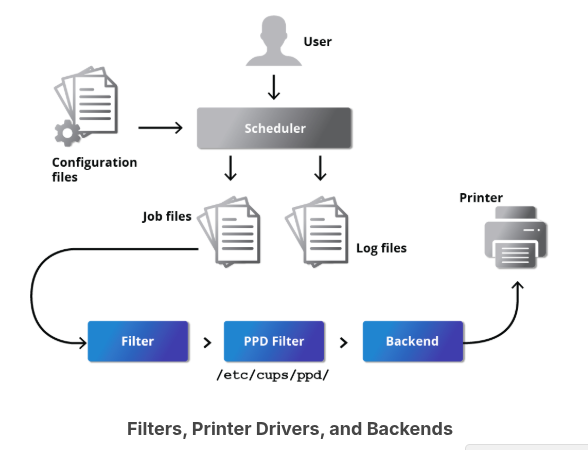 User
Scheduler
Configuration
files
Job files
Log files
Printer
Filter
PPD Filter
Backend
/etc/cups/ppd/
Filters, Printer Drivers, and Backends